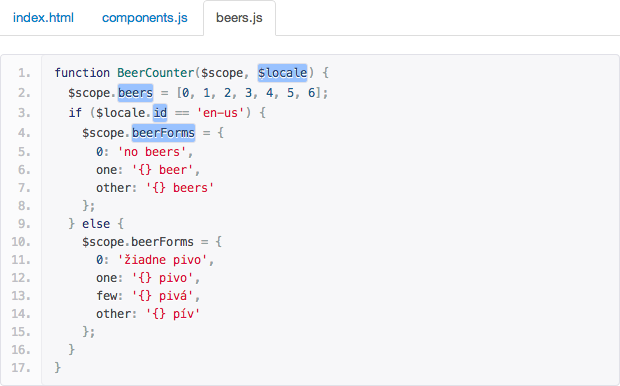 index.html components.js beers.js
1. function BeerCounter($scope, $locale) {
2. $scope.beers = [0, 1, 2, 3, 4, 5, 6];
3. if ($locale.id == 'en-us') {
4. $scope.beerForms = {
5. 0: 'no beers',
6. one: '{} beer',
7. other: '{} beers'
8. };
9. } else {
10. $scope.beerForms = {
11. 0: 'žiadne pivo',
12. one: '{} pivo',
13. few: '{} pivá',
14. other: '{} pív'
15. };
16. }
17. }